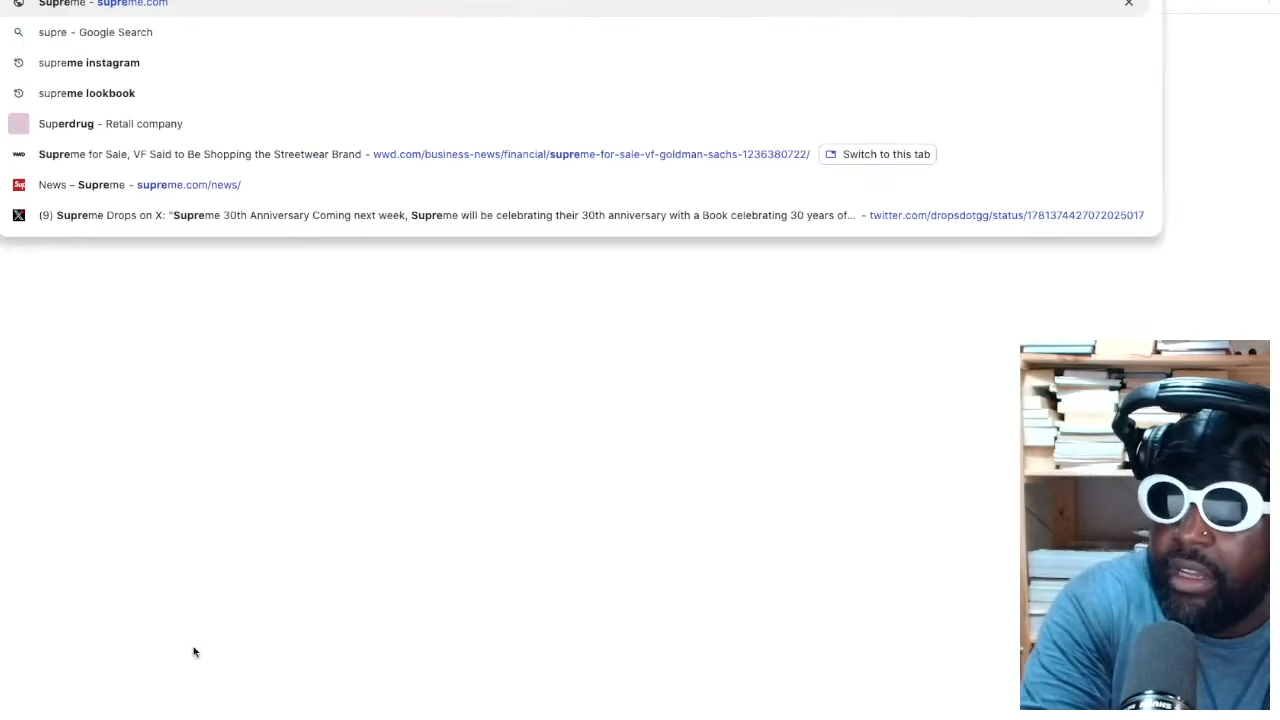 Supreme - supreme.com
supre - Google Search
supreme instagram
supreme lookbook
Superdrug - Retail company
WWD Supreme for Sale, VF Said to Be Shopping the Streetwear Brand - wwd.com/business-news/financial/supreme-for-sale-vf-goldman-sachs-1236380722/ Switch to this tab
Sup News – Supreme - supreme.com/news/
(9) Supreme Drops on X: "Supreme 30th Anniversary Coming next week, Supreme will be celebrating their 30th anniversary with a Book celebrating 30 years of... - twitter.com/dropsdotgg/status/1781374427072025017
SHURE